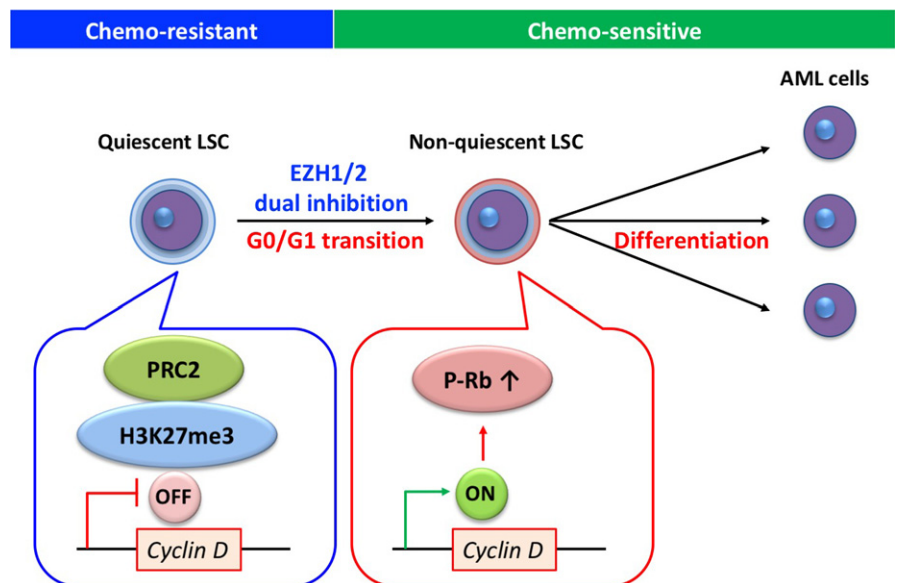 Chemo-resistant
Chemo-sensitive
AML cells
Quiescent LSC
Non-quiescent LSC
EZH1/2
dual inhibition
G0/G1 transition
Differentiation
PRC2
H3K27me3
OFF
Cyclin D
P-Rb ↑
ON
Cyclin D